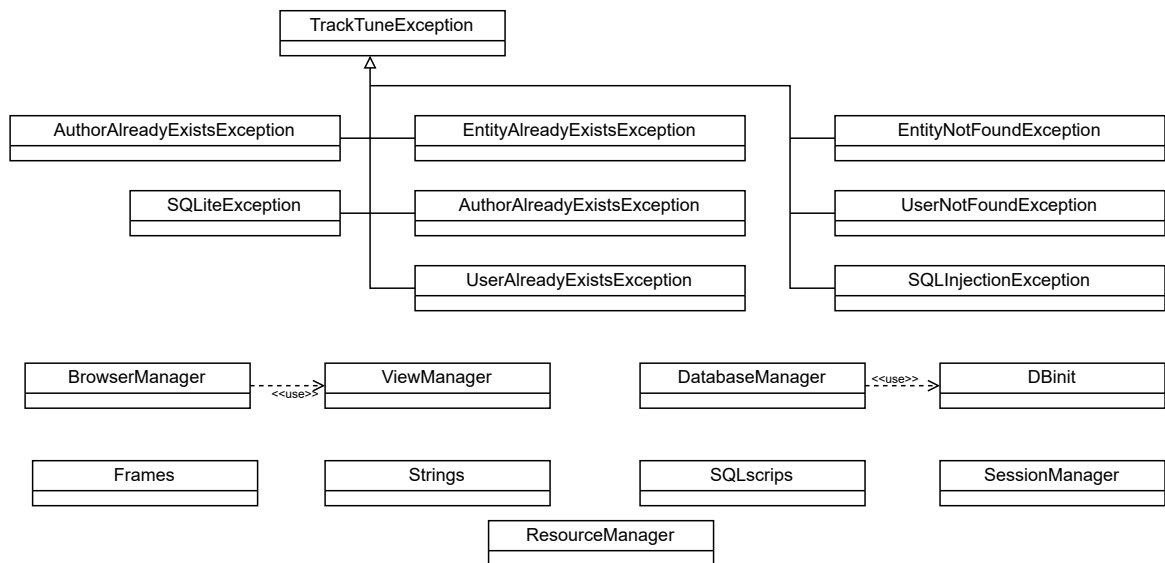 TrackTuneException
AuthorAlreadyExistsException
EntityAlreadyExistsException
EntityNotFoundException
SQLiteException
AuthorAlreadyExistsException
UserNotFoundException
UserAlreadyExistsException
SQLInjectionException
BrowserManager
<<use>>
ViewManager
DatabaseManager
<<use>>
DBinit
Frames
Strings
SQLscrips
SessionManager
ResourceManager